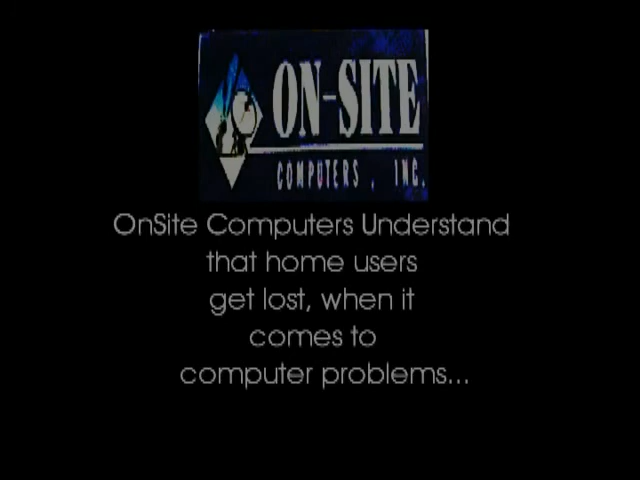 ON-SITE
COMPUTERS, INC.
OnSite Computers Understand
that home users
get lost, when it
comes to
computer problems...